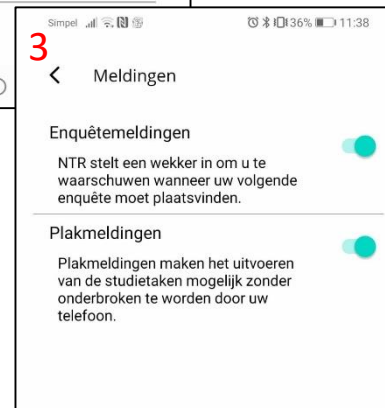 Simpel 36% 11:38
3
Meldingen
Enquêtemeldingen
NTR stelt een wekker in om u te
waarschuwen wanneer uw volgende
enquête moet plaatsvinden.
Plakmeldingen
Plakmeldingen maken het uitvoeren
van de studietaken mogelijk zonder
onderbroken te worden door uw
telefoon.